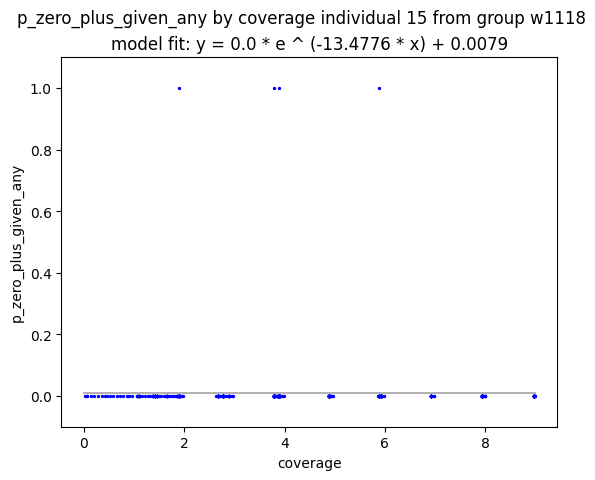 p_zero_plus_given_any by coverage individual 15 from group w1118
model fit: y = 0.0 * e ^ (-13.4776 * x) + 0.0079
p_zero_plus_given_any
1.0
0.8
0.6
0.4
0.2
0.0
0 2 4 6 8
coverage